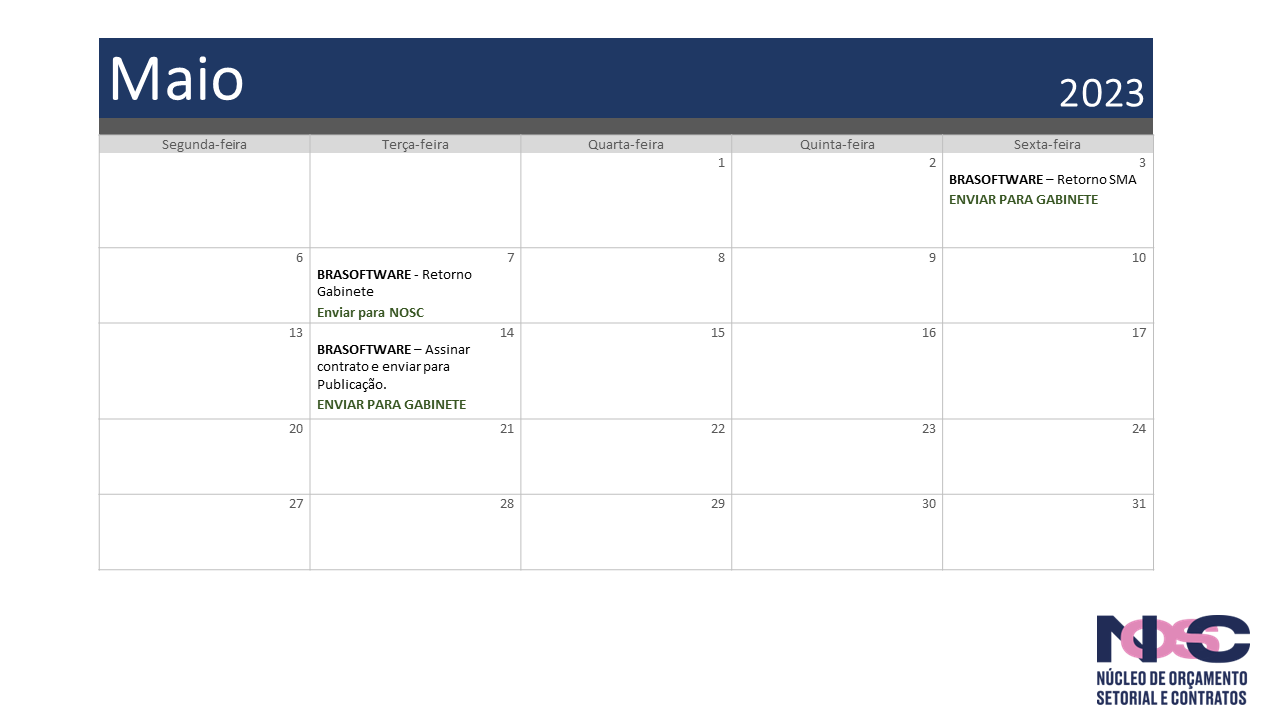 Maio
2023
Segunda-feira
Terça-feira
Quarta-feira
Quinta-feira
Sexta-feira
1
2
3
BRASOFTWARE – Retorno SMA
ENVIAR PARA GABINETE
6
7
BRASOFTWARE - Retorno
Gabinete
Enviar para NOSC
8
9
10
13
14
BRASOFTWARE – Assinar
contrato e enviar para
Publicação.
ENVIAR PARA GABINETE
15
16
17
20
21
22
23
24
27
28
29
30
31
NOSC
NÚCLEO DE ORÇAMENTO
SETORIAL E CONTRATOS